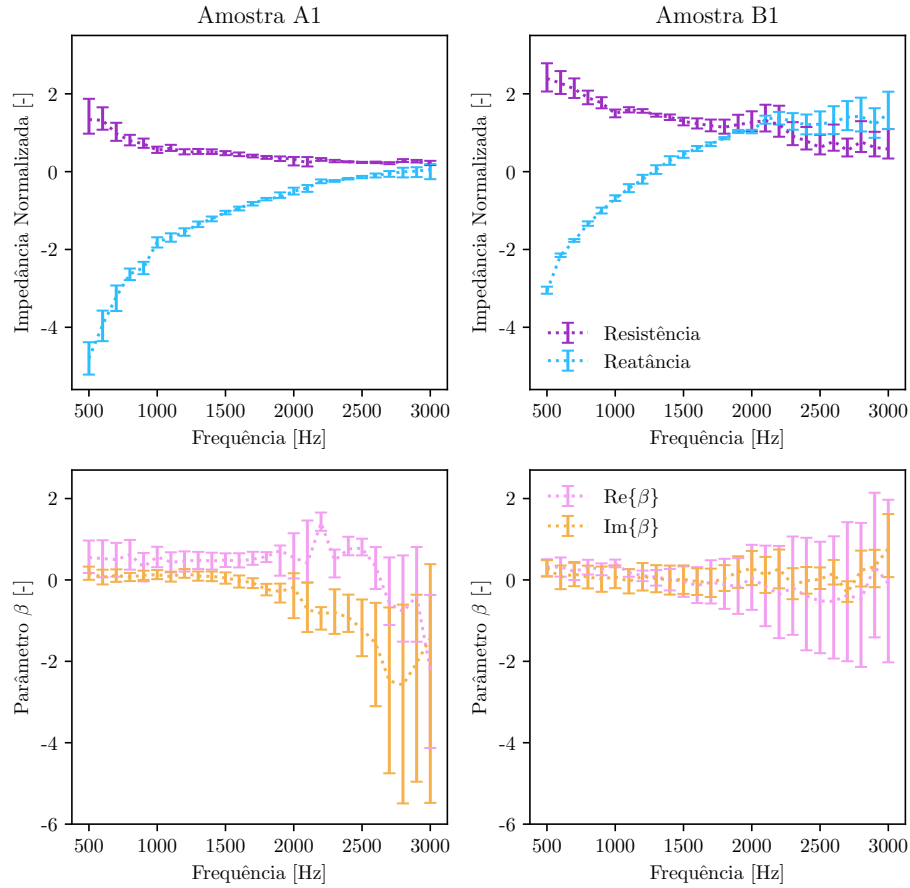 Amostra A1
Amostra B1
Impedância Normalizada [-]
2
0
-2
-4
500 1000 1500 2000 2500 3000
Frequência [Hz]
Impedância Normalizada [-]
2
0
-2
-4
Resistência
Reatância
500 1000 1500 2000 2500 3000
Frequência [Hz]
Parâmetro β [-]
2
0
-2
-4
-6
500 1000 1500 2000 2500 3000
Frequência [Hz]
Parâmetro β [-]
2
0
-2
-4
-6
Re{β}
Im{β}
500 1000 1500 2000 2500 3000
Frequência [Hz]